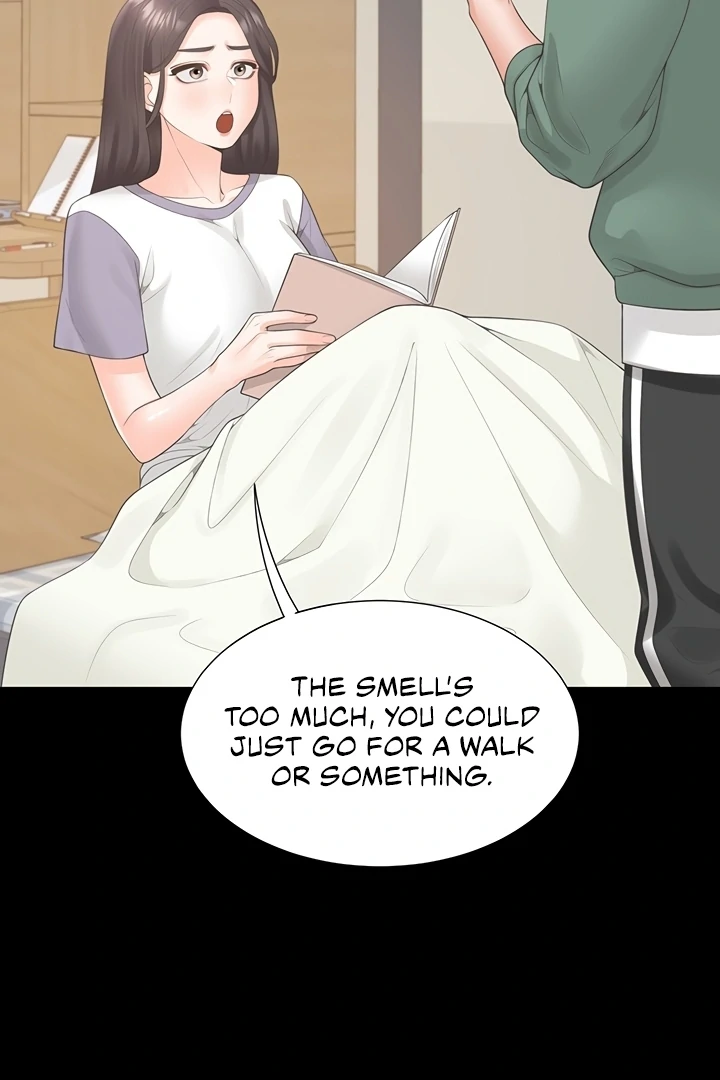 THE SMELL'S
TOO MUCH, YOU COULD
JUST GO FOR A WALK
OR SOMETHING.